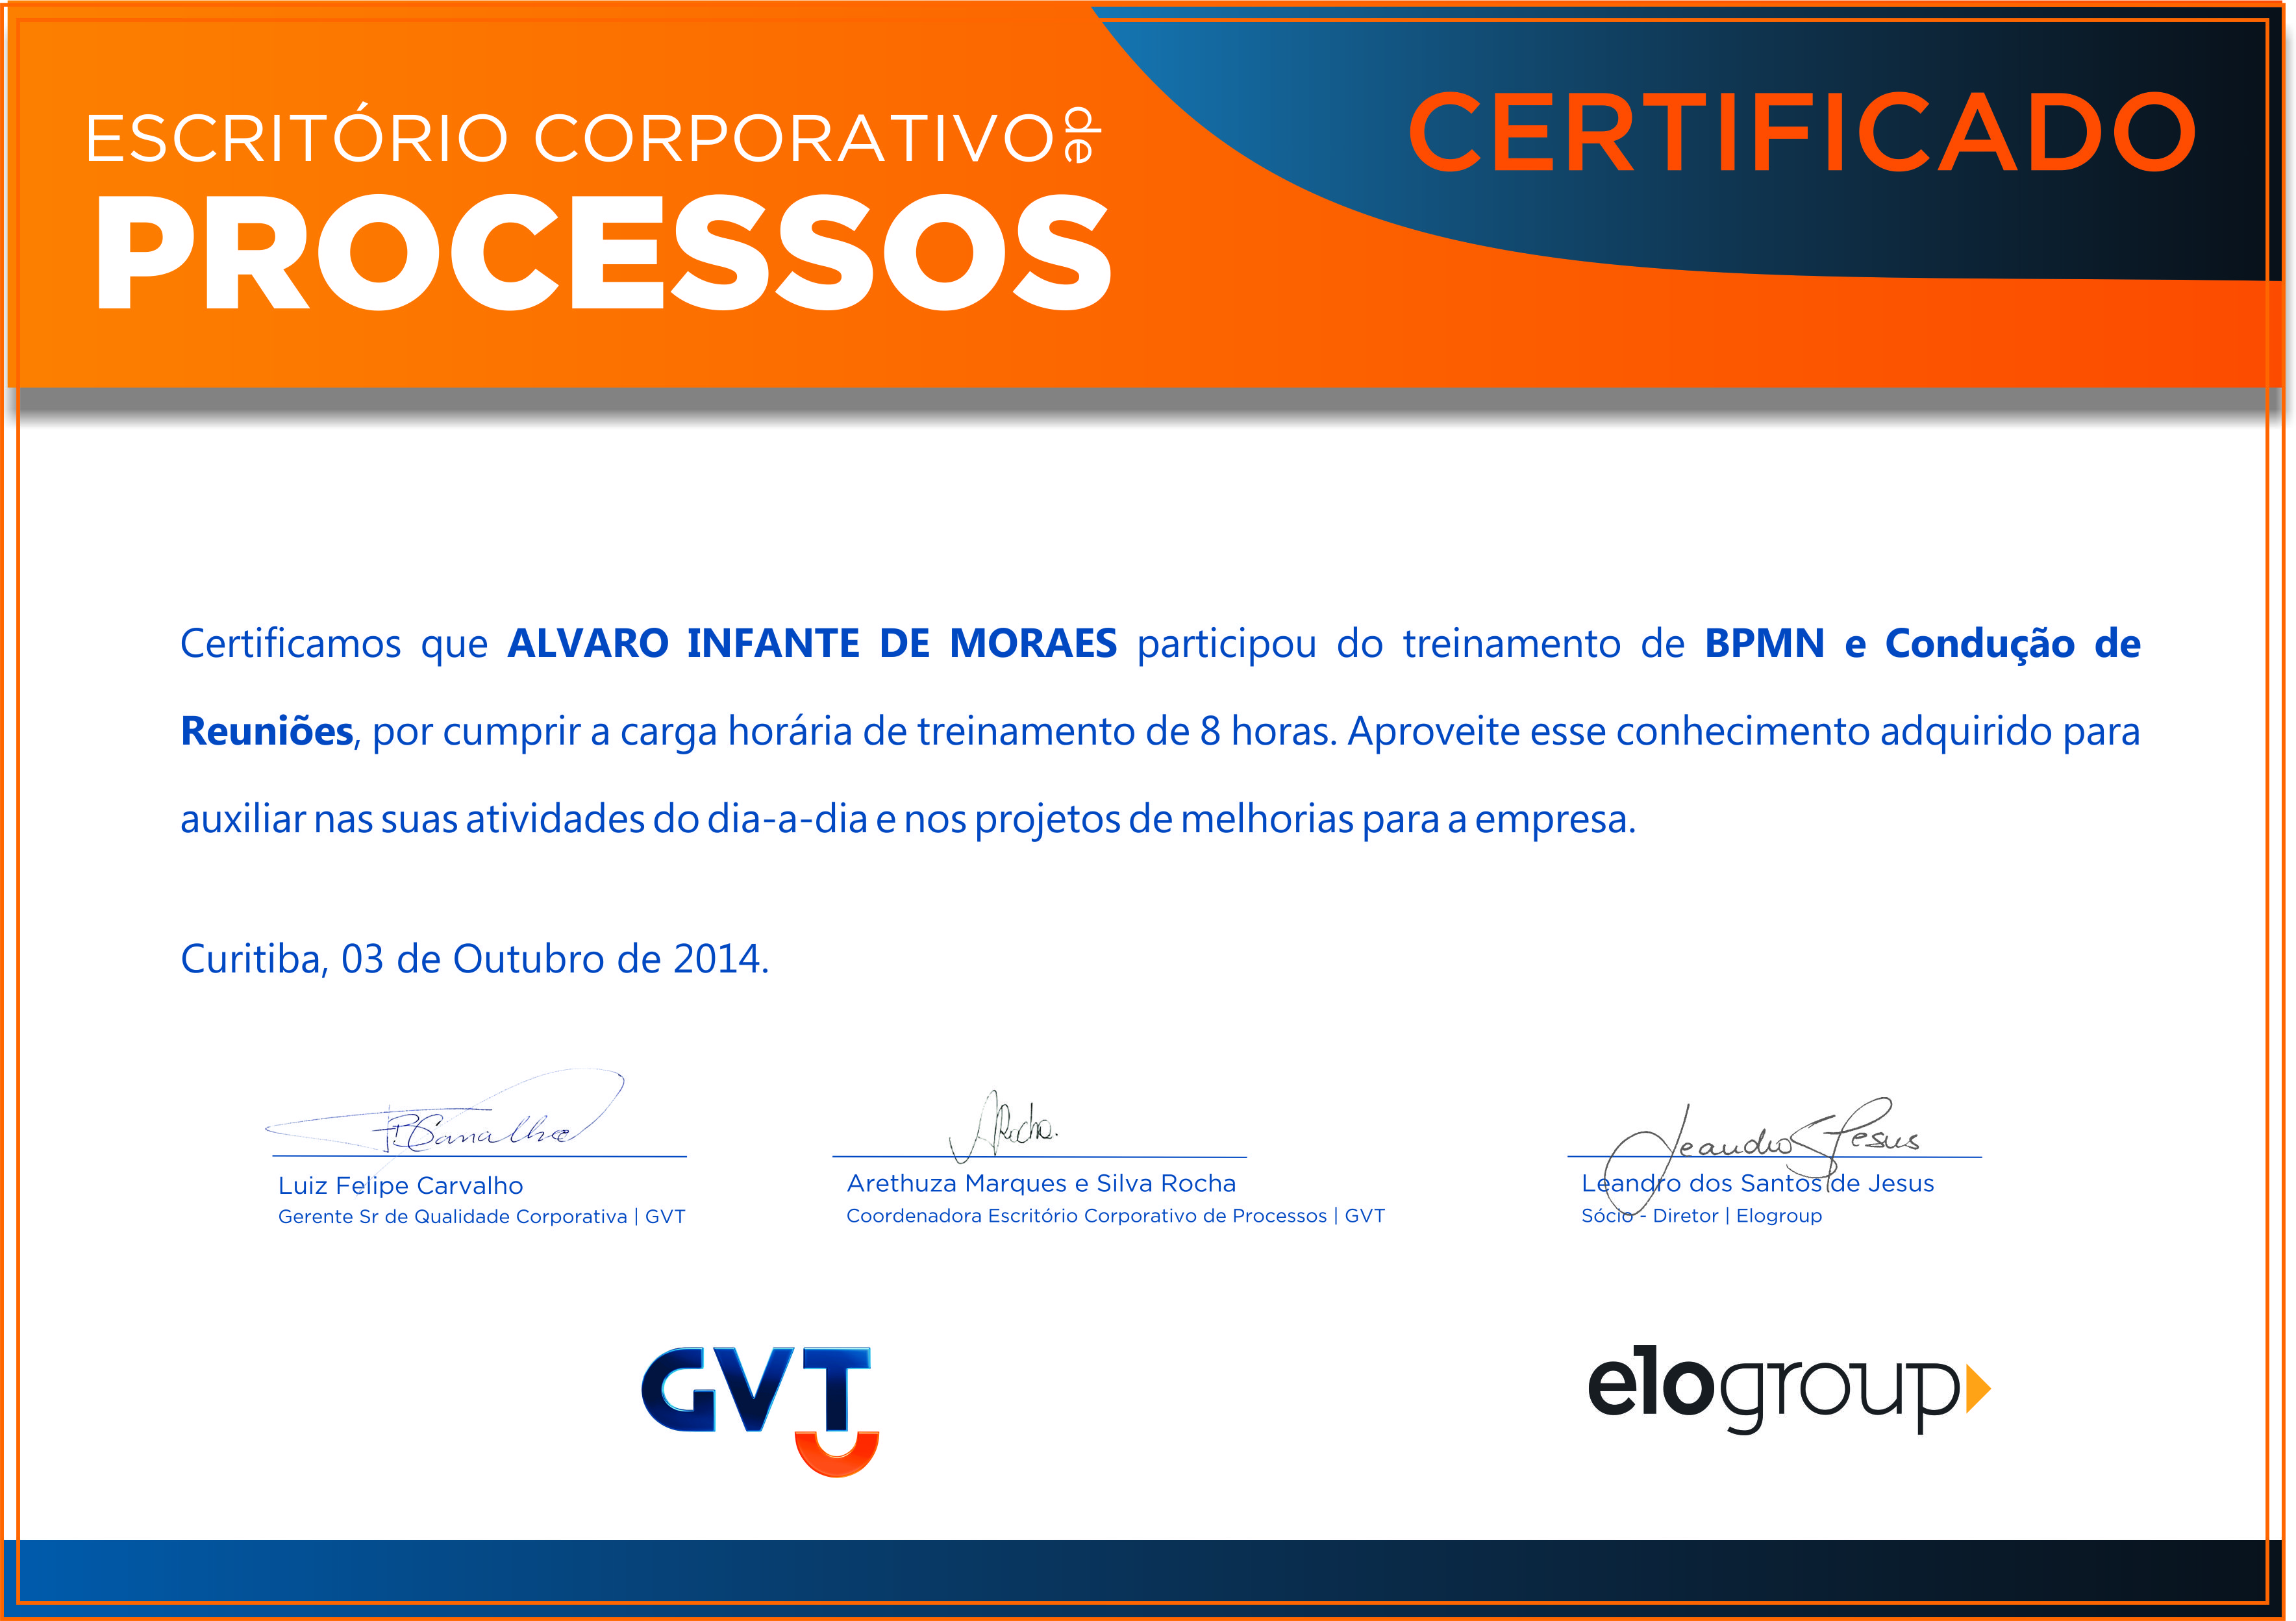 ESCRITÓRIO CORPORATIVO de
PROCESSOS
CERTIFICADO
Certificamos que ALVARO INFANTE DE MORAES participou do treinamento de BPMN e Condução de
Reuniões, por cumprir a carga horária de treinamento de 8 horas. Aproveite esse conhecimento adquirido para
auxiliar nas suas atividades do dia-a-dia e nos projetos de melhorias para a empresa.
Curitiba, 03 de Outubro de 2014.
Rocha.
Leandro S Jesus
Luiz Felipe Carvalho
Gerente Sr de Qualidade Corporativa | GVT
Arethuza Marques e Silva Rocha
Coordenadora Escritório Corporativo de Processos | GVT
Leandro dos Santos de Jesus
Sócio - Diretor | Elogroup
GVT
elogroup